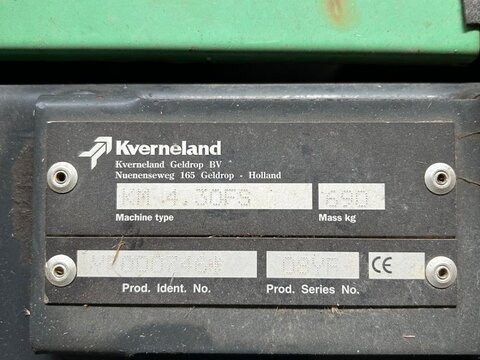 Kverneland
Kverneland Geldrop BV
Nuenenseweg 165 Geldrop · Holland
KM 4.30FS 690
Machine type Mass kg
CE
Prod. Ident. No. Prod. Series No.